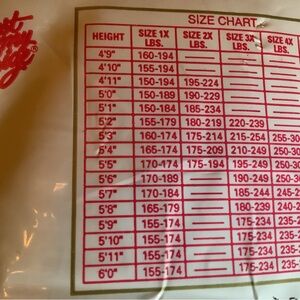 SIZE CHART
HEIGHT SIZE 1X LBS. SIZE 2X LBS. SIZE 3X LBS. SIZE 4X LBS.
4'9" 160-194
4'10" 155-194
4'11" 150-194 195-224
5'0" 150-189 190-229
5'1" 150-184 185-234
5'2" 155-179 180-219 220-239
5'3" 160-174 175-214 215-254
5'4" 165-174 175-209 210-249
5'5" 170-174 175-194 195-249
5'6" 170-189 190-249
5'7" 170-184 185-244
5'8" 165-179 180-239
5'9" 155-174 175-234
5'10" 155-174 175-234
5'11" 155-174 175-234
6'0" 155-174 175-234